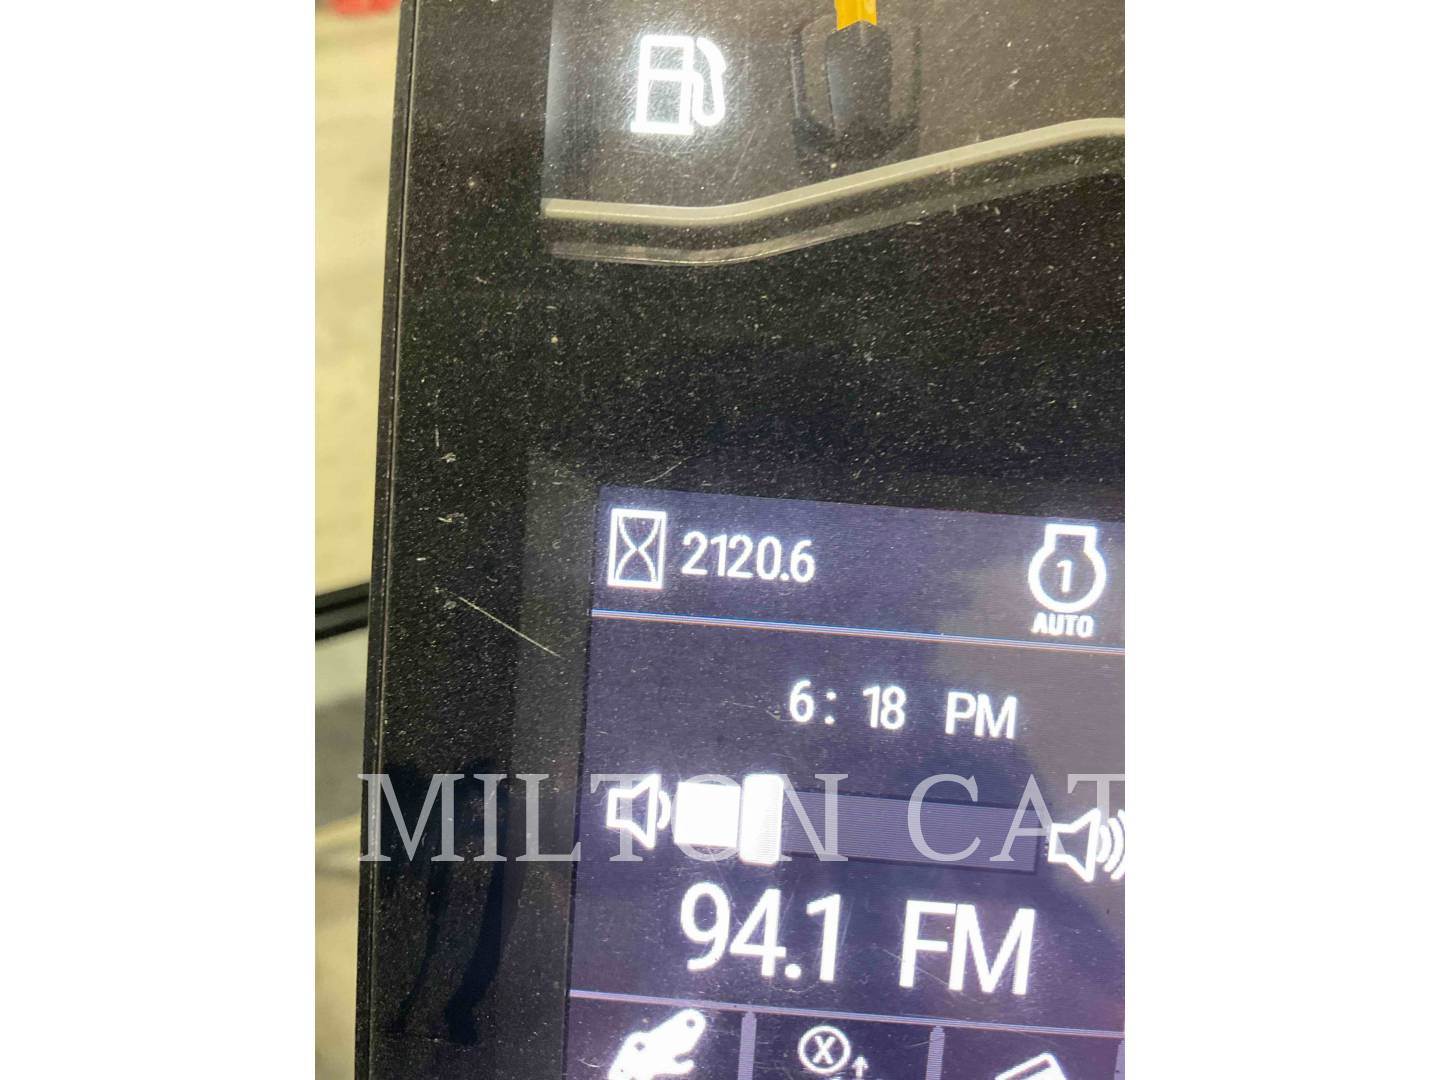 2120.6
1
AUTO
6: 18 PM
MILTON CAT
94.1 FM
X